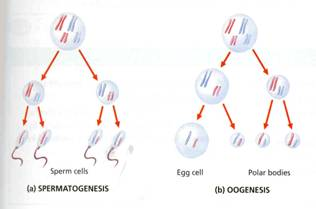 Sperm cells
Egg cell Polar bodies
(a) SPERMATOGENESIS
(b) OOGENESIS